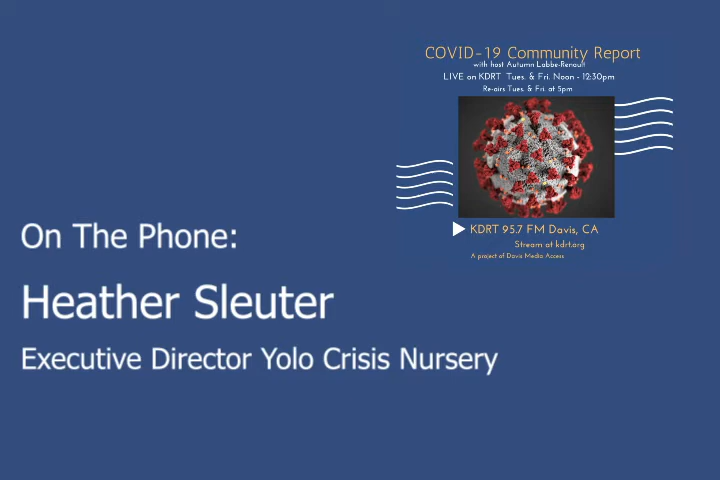 COVID-19 Community Report
with host Autumn Labbe-Renault
LIVE on KDRT Tues. & Fri. Noon - 12:30pm
Re-airs Tues. & Fri. at 5pm
KDRT 95.7 FM Davis, CA
Stream at kdrt.org
A project of Davis Media Access
On The Phone:
Heather Sleuter
Executive Director Yolo Crisis Nursery